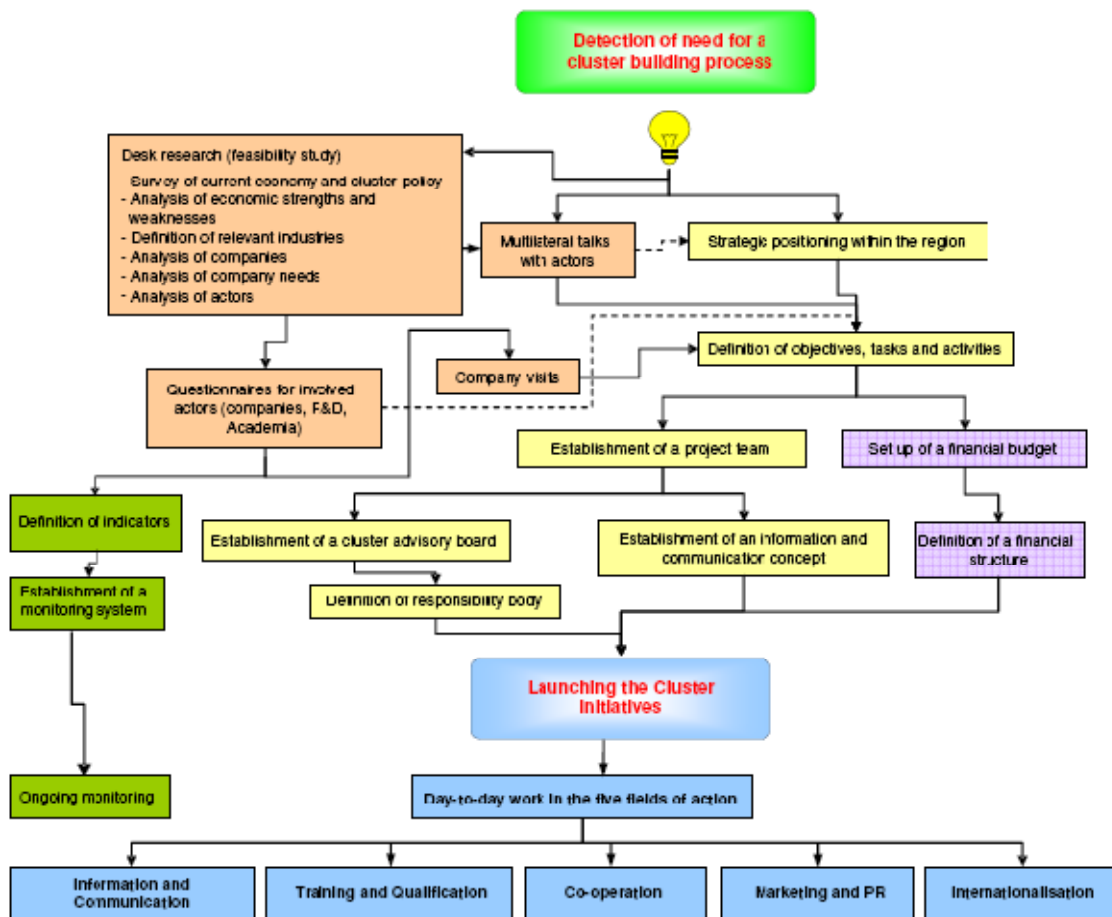 Detection of need for a
cluster building process
Desk research (feasibility study)
Survey of current economy and cluster policy
- Analysis of economic strengths and
weaknesses
- Definition of relevant industries
- Analysis of companies
- Analysis of company needs
- Analysis of actors
Multilateral talks
with actors
Strategic positioning within the region
Definition of objectives, tasks and activities
Company visits
Questionnaires for involved
actors (companies, R&D,
Academia)
Establishment of a project team
Set up of a financial budget
Definition of indicators
Establishment of a cluster advisory board
Establishment of an information and
communication concept
Definition of a financial
structure
Establishment of a
monitoring system
Definition of responsibility body
Launching the Cluster
Initiatives
Ongoing monitoring
Day-to-day work in the five fields of action
Information and
Communication
Training and Qualification
Co-operation
Marketing and PR
Internationalisation